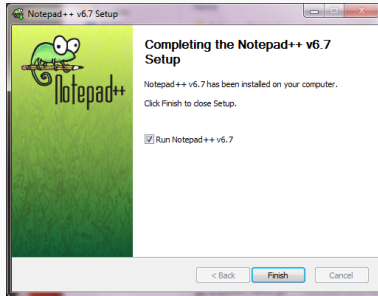 Notepad++ v6.7 Setup
Notepad++
Completing the Notepad++ v6.7
Setup
Notepad++ v6.7 has been installed on your computer.
Click Finish to close Setup.
Run Notepad++ v6.7
< Back
Finish
Cancel